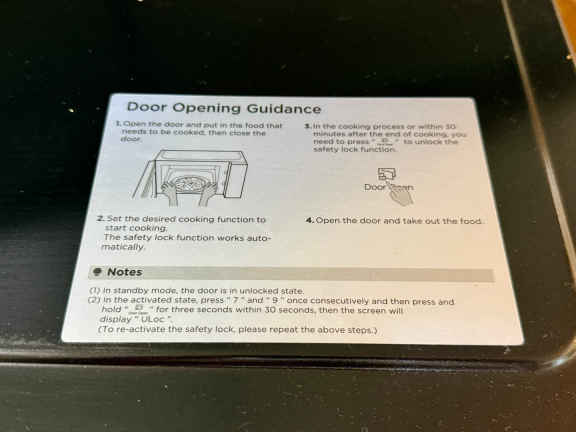 Door Opening Guidance
1. Open the door and put in the food that
needs to be cooked, then close the
door.
2. Set the desired cooking function to
start cooking.
The safety lock function works auto-
matically.
3. In the cooking process or within 30
minutes after the end of cooking, you
need to press " " to unlock the
safety lock function.
Door Open
4. Open the door and take out the food.
Notes
(1) In standby mode, the door is in unlocked state.
(2) In the activated state, press " 7 " and " 9 " once consecutively and then press and
hold " Door Open " for three seconds within 30 seconds, then the screen will
display " ULoc ".
(To re-activate the safety lock, please repeat the above steps.)